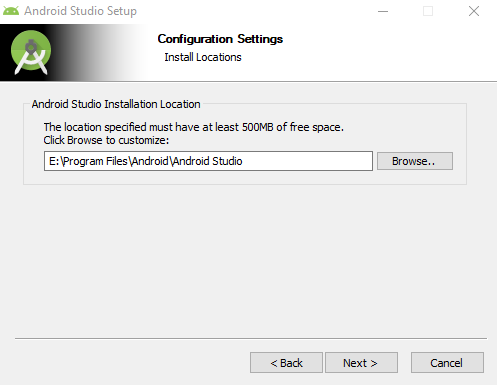 Android Studio Setup
Configuration Settings
Install Locations
Android Studio Installation Location
The location specified must have at least 500MB of free space.
Click Browse to customize:
E:\Program Files\Android\Android Studio
Browse..
< Back
Next >
Cancel